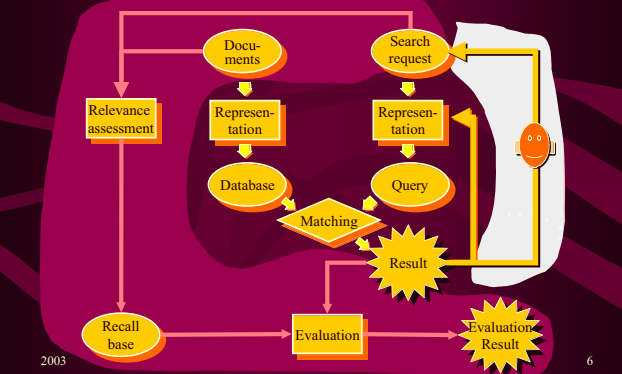 Docu-
ments
Search
request
Relevance
assessment
Represen-
tation
Represen-
tation
Database
Query
Matching
Result
Recall
base
Evaluation
Evaluation
Result
2003
6